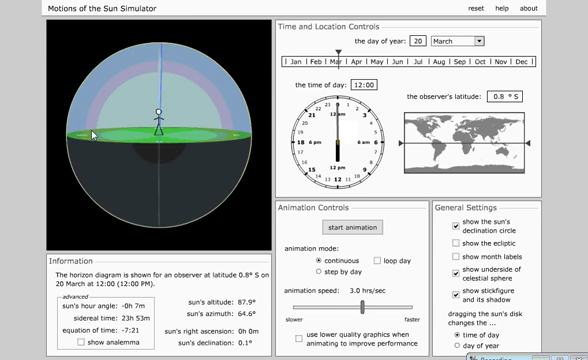 Motions of the Sun Simulator
reset help about
Time and Location Controls
the day of year: 20 March
Jan Feb Mar Apr May Jun Jul Aug Sep Oct Nov Dec
the time of day: 12:00
the observer's latitude: 0.8 ° S
12 am
6 pm
6 am
12 pm
21
18
15
12
Information
The horizon diagram is shown for an observer at latitude 0.8° S on
20 March at 12:00 (12:00 PM).
advanced
sun's hour angle: -0h 7m
sidereal time: 23h 53m
equation of time: -7:21
show analemma
sun's altitude: 87.9°
sun's azimuth: 64.6°
sun's right ascension: 0h 0m
sun's declination: 0.1°
Animation Controls
start animation
animation mode:
continuous
loop day
step by day
animation speed: 3.0 hrs/sec
slower
faster
use lower quality graphics when
animating to improve performance
General Settings
show the sun's
declination circle
show the ecliptic
show month labels
show underside of
celestial sphere
show stickfigure
and its shadow
dragging the sun's disk
changes the ...
time of day
day of year